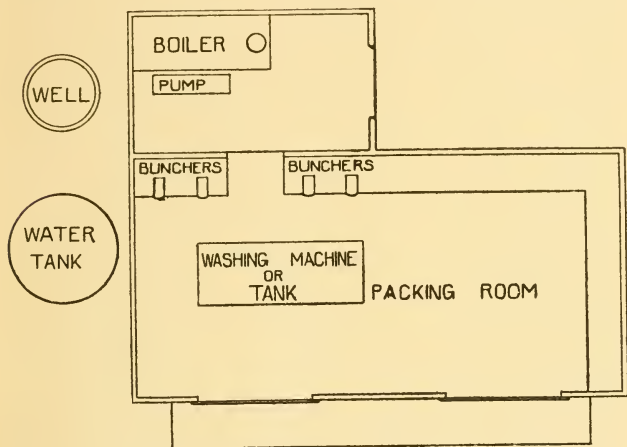 BOILER
PUMP
WELL
BUNCHERS
BUNCHERS
WATER
TANK
WASHING MACHINE
OR
TANK
PACKING ROOM